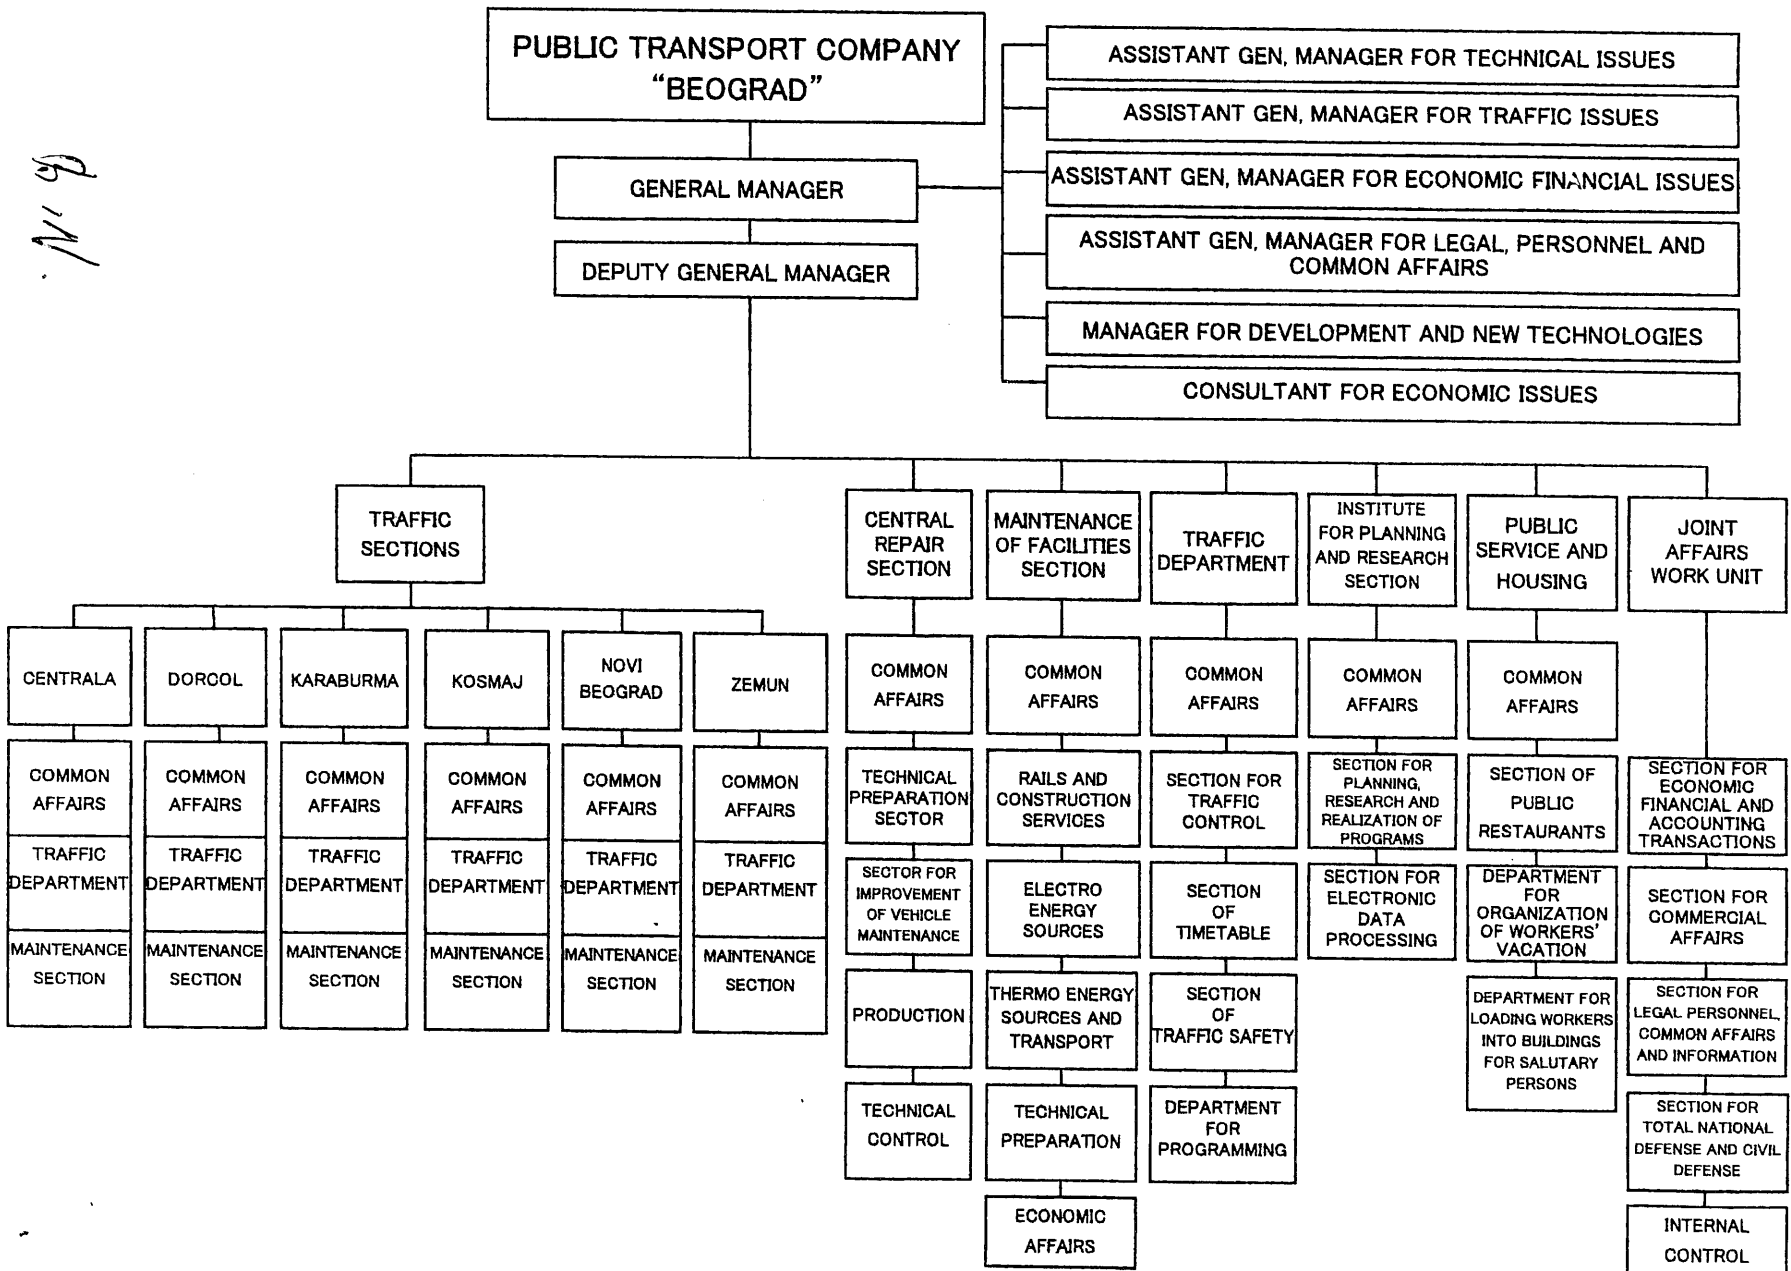 PUBLIC TRANSPORT COMPANY
“BEOGRAD”
GENERAL MANAGER
DEPUTY GENERAL MANAGER
ASSISTANT GEN, MANAGER FOR TECHNICAL ISSUES
ASSISTANT GEN, MANAGER FOR TRAFFIC ISSUES
ASSISTANT GEN, MANAGER FOR ECONOMIC FINANCIAL ISSUES
ASSISTANT GEN, MANAGER FOR LEGAL, PERSONNEL AND
COMMON AFFAIRS
MANAGER FOR DEVELOPMENT AND NEW TECHNOLOGIES
CONSULTANT FOR ECONOMIC ISSUES
TRAFFIC
SECTIONS
CENTRALA
COMMON
AFFAIRS
TRAFFIC
DEPARTMENT
MAINTENANCE
SECTION
DORCOL
COMMON
AFFAIRS
TRAFFIC
DEPARTMENT
MAINTENANCE
SECTION
KARABURMA
COMMON
AFFAIRS
TRAFFIC
DEPARTMENT
MAINTENANCE
SECTION
KOSMAJ
COMMON
AFFAIRS
TRAFFIC
DEPARTMENT
MAINTENANCE
SECTION
NOVI
BEOGRAD
COMMON
AFFAIRS
TRAFFIC
DEPARTMENT
MAINTENANCE
SECTION
ZEMUN
COMMON
AFFAIRS
TRAFFIC
DEPARTMENT
MAINTENANCE
SECTION
CENTRAL
REPAIR
SECTION
COMMON
AFFAIRS
TECHNICAL
PREPARATION
SECTOR
SECTOR FOR
IMPROVEMENT
OF VEHICLE
MAINTENANCE
PRODUCTION
TECHNICAL
CONTROL
MAINTENANCE
OF FACILITIES
SECTION
COMMON
AFFAIRS
RAILS AND
CONSTRUCTION
SERVICES
ELECTRO
ENERGY
SOURCES
THERMO ENERGY
SOURCES AND
TRANSPORT
TECHNICAL
PREPARATION
ECONOMIC
AFFAIRS
TRAFFIC
DEPARTMENT
COMMON
AFFAIRS
SECTION FOR
TRAFFIC
CONTROL
SECTION
OF
TIMETABLE
SECTION
OF
TRAFFIC SAFETY
DEPARTMENT
FOR
PROGRAMMING
INSTITUTE
FOR PLANNING
AND RESEARCH
SECTION
COMMON
AFFAIRS
SECTION FOR
PLANNING,
RESEARCH AND
REALIZATION OF
PROGRAMS
SECTION FOR
ELECTRONIC
DATA
PROCESSING
PUBLIC
SERVICE AND
HOUSING
COMMON
AFFAIRS
SECTION OF
PUBLIC
RESTAURANTS
DEPARTMENT
FOR
ORGANIZATION
OF WORKERS’
VACATION
DEPARTMENT FOR
LOADING WORKERS
INTO BUILDINGS
FOR SALUTARY
PERSONS
JOINT
AFFAIRS
WORK UNIT
SECTION FOR
ECONOMIC
FINANCIAL AND
ACCOUNTING
TRANSACTIONS
SECTION FOR
COMMERCIAL
AFFAIRS
SECTION FOR
LEGAL PERSONNEL,
COMMON AFFAIRS
AND INFORMATION
SECTION FOR
TOTAL NATIONAL
DEFENSE AND CIVIL
DEFENSE
INTERNAL
CONTROL